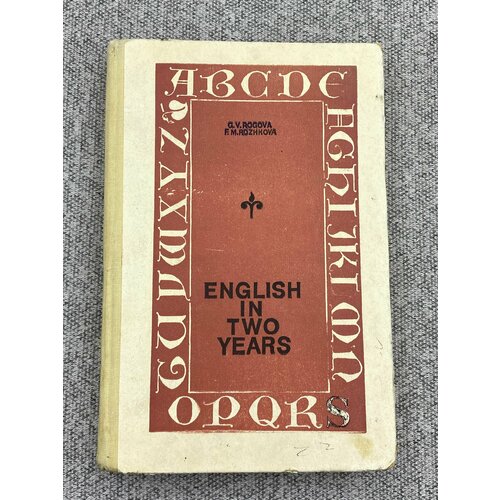 ABCDE
FGHIJKLMN
OPQRS
TUVWXYZ
G.V.ROGOVA
F.M.ROZHKOVA
ENGLISH
IN
TWO
YEARS